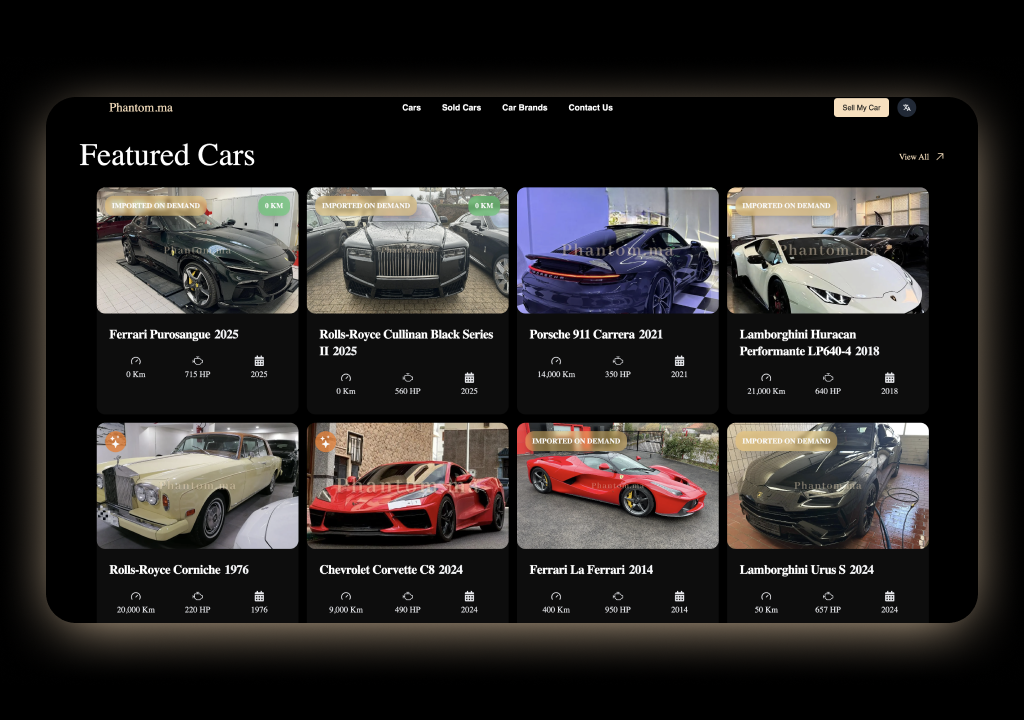 Phantom.ma
Cars Sold Cars Car Brands Contact Us
Sell My Car
Featured Cars
View All
IMPORTED ON DEMAND
0 KM
Phantom.ma
Ferrari Purosangue 2025
0 Km 715 HP 2025
IMPORTED ON DEMAND
0 KM
Phantom.ma
Rolls-Royce Cullinan Black Series
II 2025
0 Km 560 HP 2025
Phantom.ma
Porsche 911 Carrera 2021
14,000 Km 350 HP 2021
IMPORTED ON DEMAND
Phantom.ma
Lamborghini Huracan
Performante LP640-4 2018
21,000 Km 640 HP 2018
Phantom.ma
Rolls-Royce Corniche 1976
20,000 Km 220 HP 1976
Phantom.ma
Chevrolet Corvette C8 2024
9,000 Km 490 HP 2024
IMPORTED ON DEMAND
Phantom.ma
Ferrari La Ferrari 2014
400 Km 950 HP 2014
IMPORTED ON DEMAND
Phantom.ma
Lamborghini Urus S 2024
50 Km 657 HP 2024